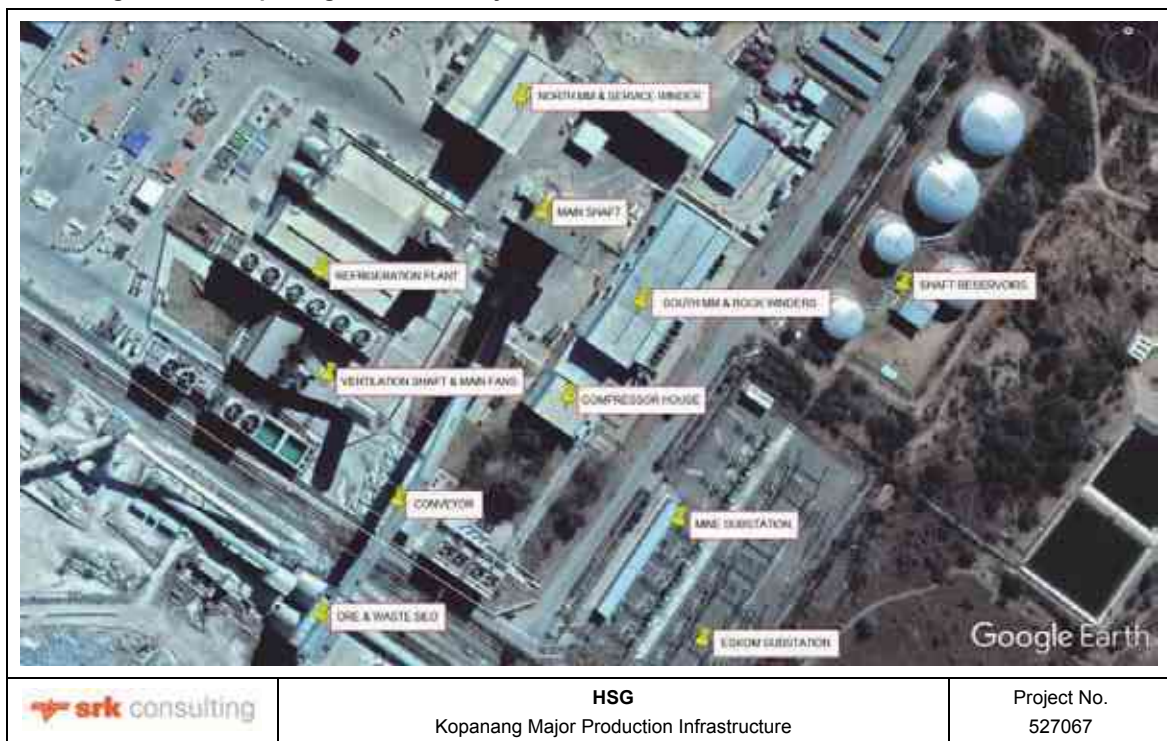 NORTH MM & SERVICE WINDER
MAIN SHAFT
REFRIGERATION PLANT
SOUTH MM & ROCK WINDERS
SHAFT RESERVOIRS
VENTILATION SHAFT & MAIN FANS
COMPRESSOR HOUSE
CONVEYOR
MINE SUBSTATION
ORE & WASTE SILO
ESKOM SUBSTATION
Google Earth
srk consulting
HSG
Kopanang Major Production Infrastructure
Project No.
527067